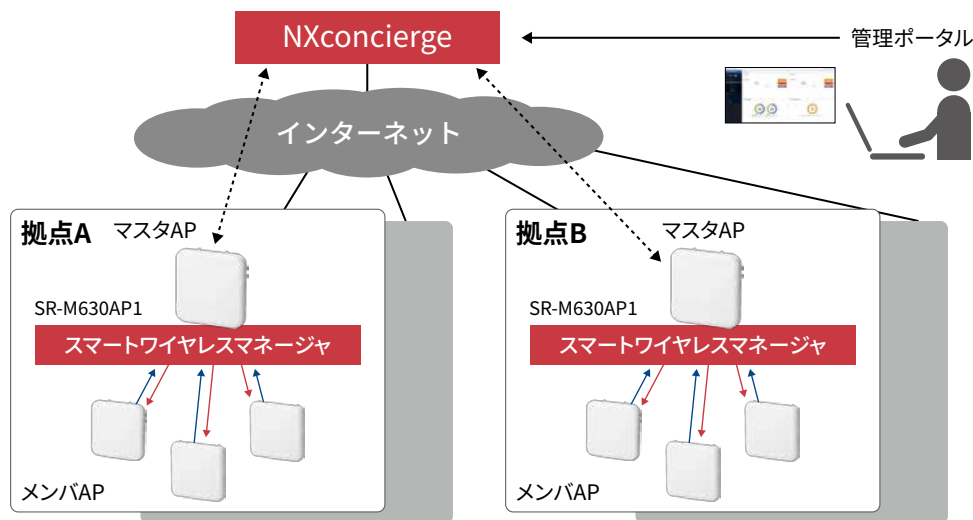 NXconcierge
管理ポータル
インターネット
拠点A マスタAP
SR-M630AP1
スマートワイヤレスマネージャ
メンバAP
拠点B マスタAP
SR-M630AP1
スマートワイヤレスマネージャ
メンバAP